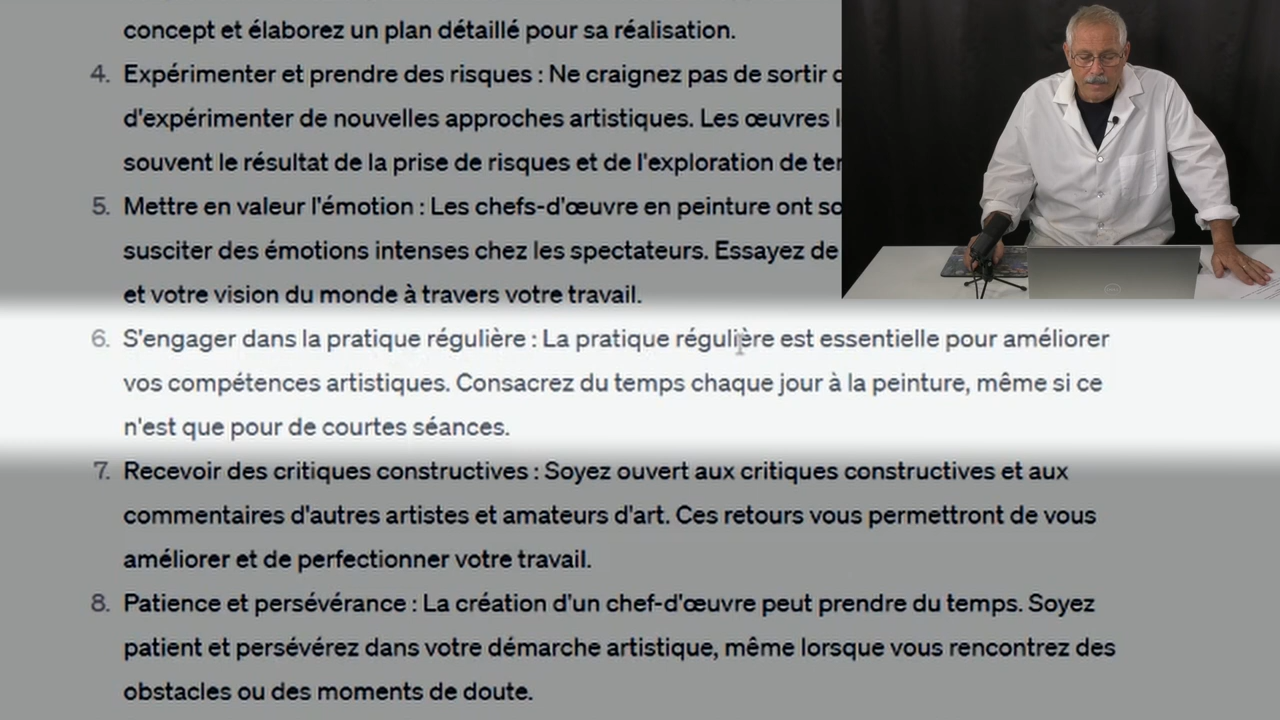 concept et élaborez un plan détaillé pour sa réalisation.
4. Expérimenter et prendre des risques : Ne craignez pas de sortir
d'expérimenter de nouvelles approches artistiques. Les œuvres
souvent le résultat de la prise de risques et de l'exploration de
5. Mettre en valeur l'émotion : Les chefs-d'œuvre en peinture ont
susciter des émotions intenses chez les spectateurs. Essayez de
et votre vision du monde à travers votre travail.
6. S'engager dans la pratique régulière : La pratique régulière est essentielle pour améliorer
vos compétences artistiques. Consacrez du temps chaque jour à la peinture, même si ce
n'est que pour de courtes séances.
7. Recevoir des critiques constructives : Soyez ouvert aux critiques constructives et aux
commentaires d'autres artistes et amateurs d'art. Ces retours vous permettront de vous
améliorer et de perfectionner votre travail.
8. Patience et persévérance : La création d'un chef-d'œuvre peut prendre du temps. Soyez
patient et persévérez dans votre démarche artistique, même lorsque vous rencontrez des
obstacles ou des moments de doute.